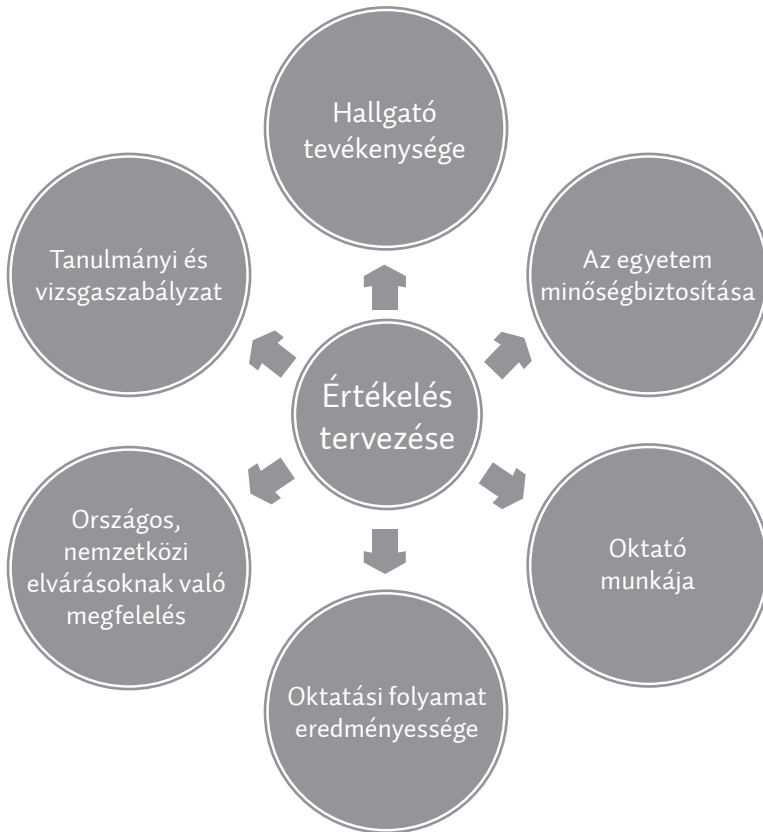 Hallgató
tevékenysége
Tanulmányi és
vizsgaszabályzat
Az egyetem
minőségbiztosítása
Értékelés
tervezése
Országos,
nemzetközi
elvárásoknak való
megfelelés
Oktató
munkája
Oktatási folyamat
eredményessége